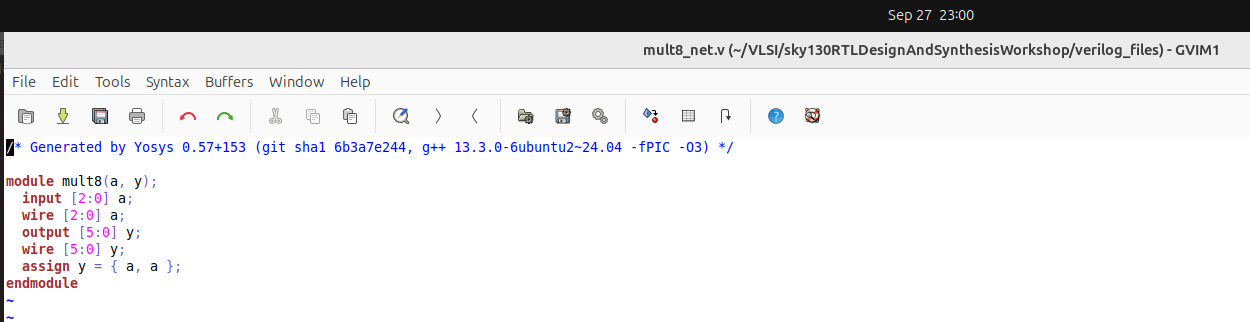 Sep 27 23:00
mult8_net.v (~/VLSI/sky130RTLDesignAndSynthesisWorkshop/verilog_files) - GVIM1
File Edit Tools Syntax Buffers Window Help
/* Generated by Yosys 0.57+153 (git sha1 6b3a7e244, g++ 13.3.0-6ubuntu2~24.04 -fPIC -O3) */
module mult8(a, y);
  input [2:0] a;
  wire [2:0] a;
  output [5:0] y;
  wire [5:0] y;
  assign y = { a, a };
endmodule
~
~